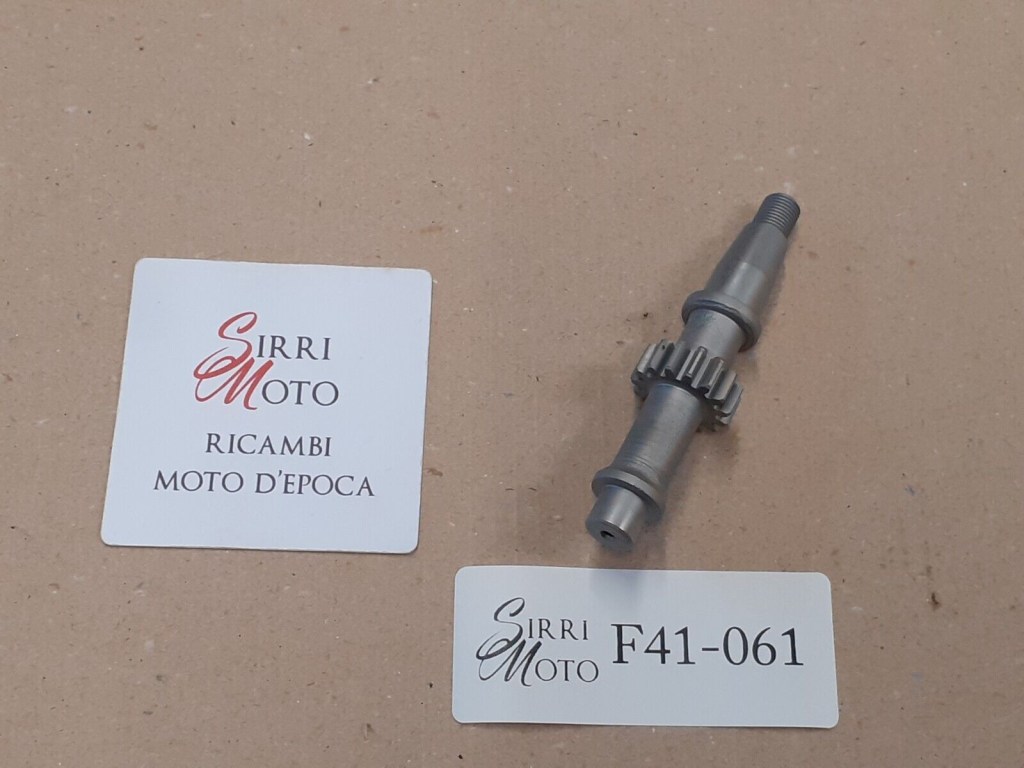 SIRRI
MOTO
RICAMBI
MOTO D'EPOCA
SIRRI
MOTO
F41-061